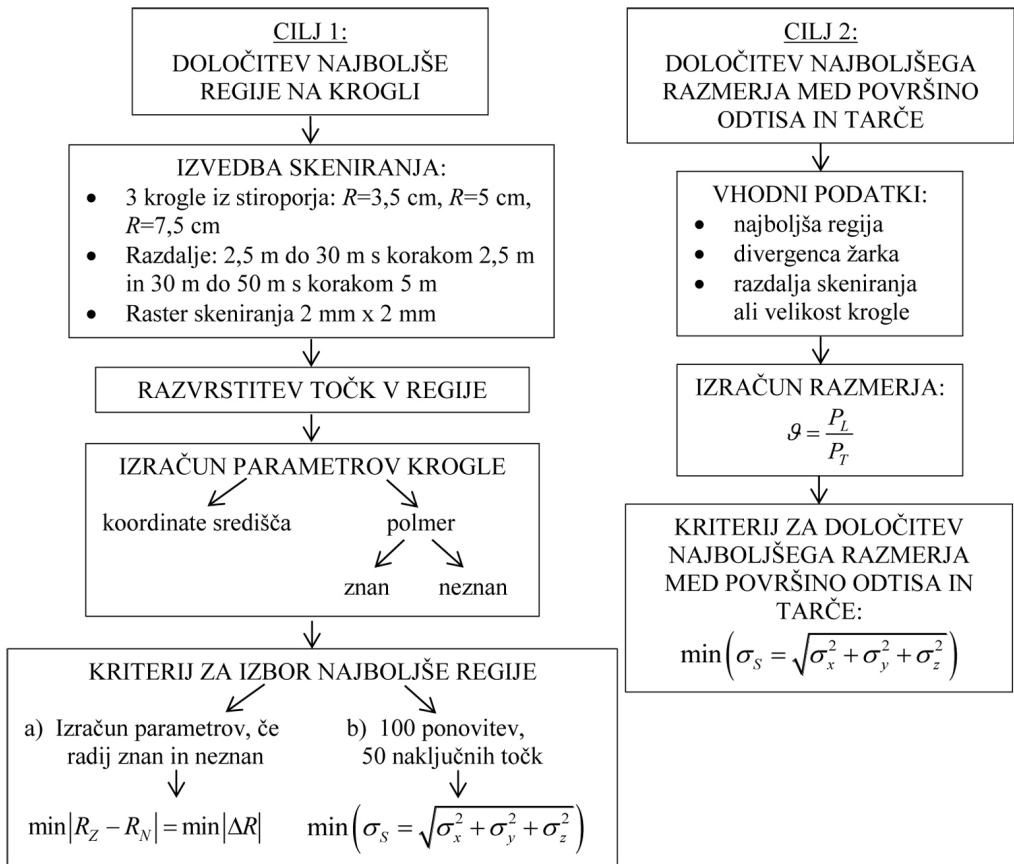 CILJ 1:
DOLOČITEV NAJBOLJŠE
REGIJE NA KROGLI
IZVEDBA SKENIRANJA:
• 3 krogle iz stiroporja: R=3,5 cm, R=5 cm,
R=7,5 cm
• Razdalje: 2,5 m do 30 m s korakom 2,5 m
in 30 m do 50 m s korakom 5 m
• Raster skeniranja 2 mm x 2 mm
RAZVRSTITEV TOČK V REGIJE
IZRAČUN PARAMETROV KROGLE
koordinate središča
polmer
znan
neznan
KRITERIJ ZA IZBOR NAJBOLJŠE REGIJE
a) Izračun parametrov, če
radij znan in neznan
min|R_Z − R_N| = min|ΔR|
b) 100 ponovitev,
50 naključnih točk
min(σ_S = √(σ_x² + σ_y² + σ_z²))
CILJ 2:
DOLOČITEV NAJBOLJŠEGA
RAZMERJA MED POVRŠINO
ODTISA IN TARČE
VHODNI PODATKI:
• najboljša regija
• divergenca žarka
• razdalja skeniranja
ali velikost krogle
IZRAČUN RAZMERJA:
ϑ = P_L / P_T
KRITERIJ ZA DOLOČITEV
NAJBOLJŠEGA RAZMERJA
MED POVRŠINO ODTISA IN
TARČE:
min(σ_S = √(σ_x² + σ_y² + σ_z²))